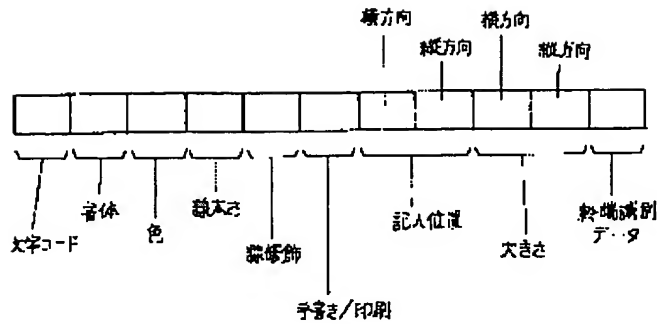 横方向
縦方向
横方向
縦方向
文字コード
書体
色
線太さ
線修飾
手書き/印刷
記入位置
大きさ
終端識別
データ